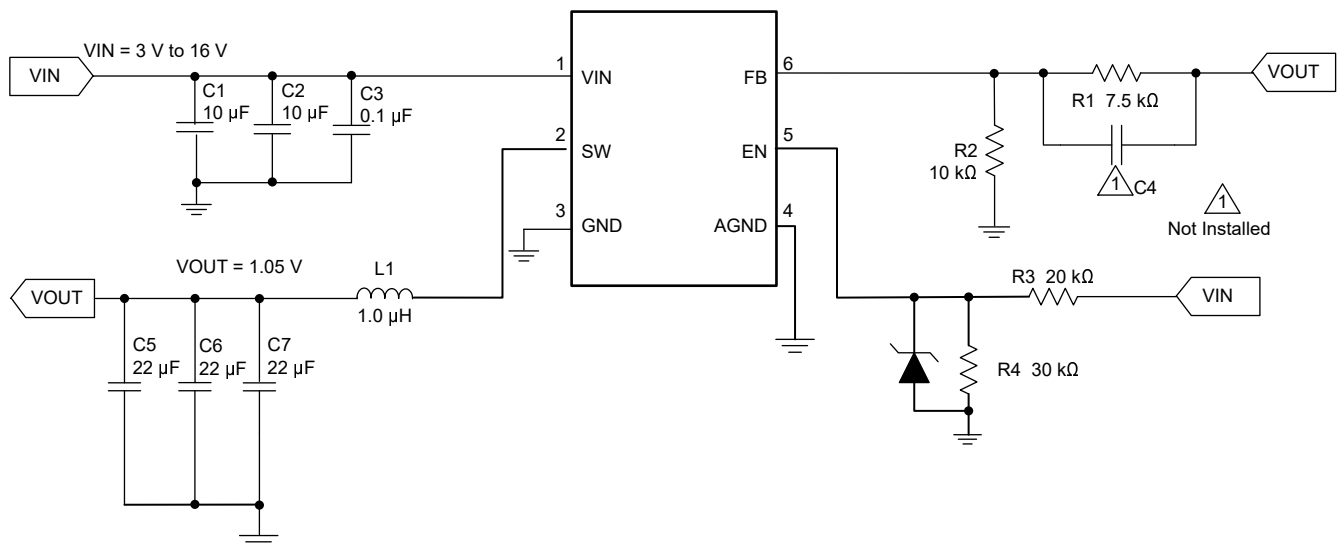 VIN = 3 V to 16 V
VIN
C1
10 µF
C2
10 µF
C3
0.1 µF
1
VIN
2
SW
3
GND
6
FB
5
EN
4
AGND
R2
10 kΩ
R1 7.5 kΩ
VOUT
1
C4
1
Not Installed
VOUT = 1.05 V
VOUT
L1
1.0 µH
C5
22 µF
C6
22 µF
C7
22 µF
R3 20 kΩ
VIN
R4 30 kΩ